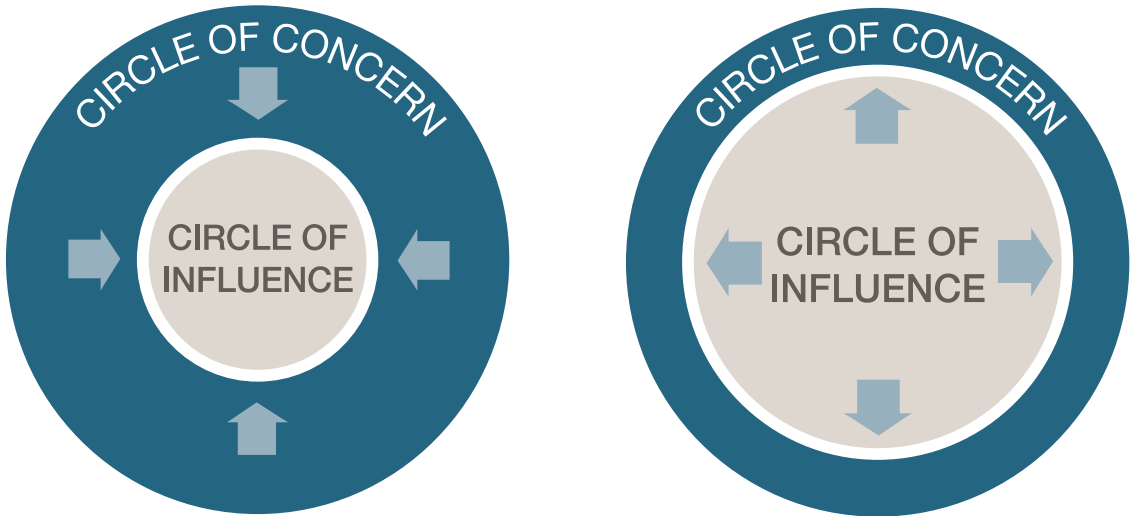 CIRCLE OF CONCERN
CIRCLE OF
INFLUENCE
CIRCLE OF CONCERN
CIRCLE OF
INFLUENCE